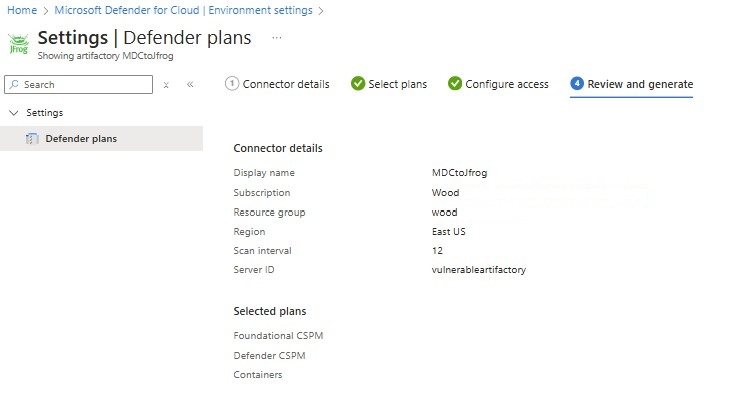 Home > Microsoft Defender for Cloud | Environment settings >
JFrog
Settings | Defender plans ...
Showing artifactory MDCtoJfrog
Search
Settings
Defender plans
1 Connector details Select plans Configure access 4 Review and generate
Connector details
Display name MDCtoJfrog
Subscription Wood
Resource group wood
Region East US
Scan interval 12
Server ID vulnerableartifactory
Selected plans
Foundational CSPM
Defender CSPM
Containers